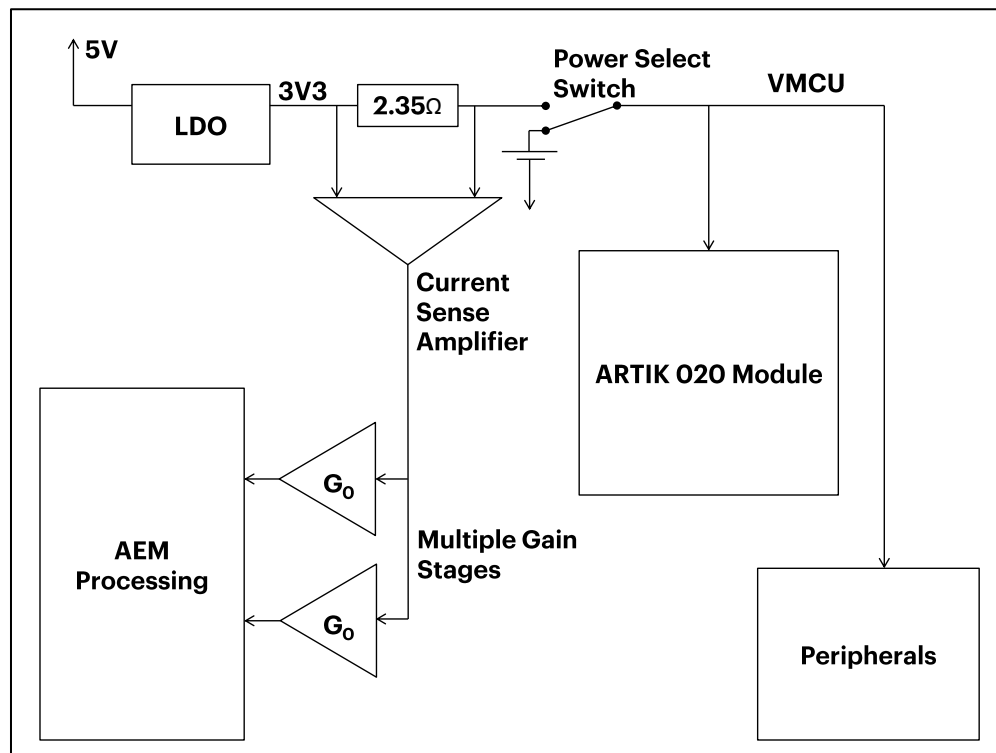 5V
LDO
3V3
2.35Ω
Power Select
Switch
VMCU
Current
Sense
Amplifier
ARTIK 020 Module
G₀
AEM
Processing
Multiple Gain
Stages
G₀
Peripherals